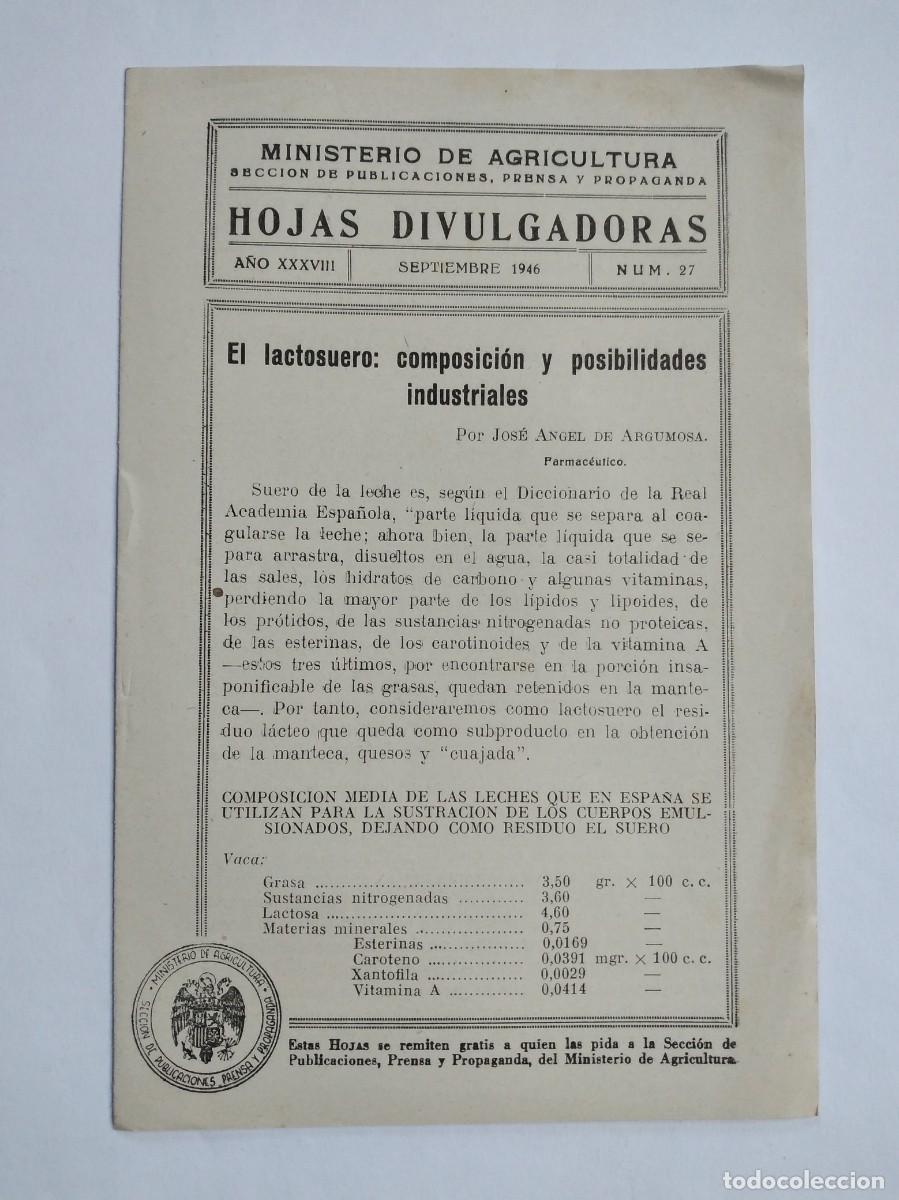 MINISTERIO DE AGRICULTURA
SECCION DE PUBLICACIONES, PRENSA Y PROPAGANDA
HOJAS DIVULGADORAS
AÑO XXXVIII
SEPTIEMBRE 1946
NUM. 27
El lactosuero: composición y posibilidades
industriales
Por JOSÉ ANGEL DE ARGUMOSA.
Farmacéutico.
Suero de la leche es, según el Diccionario de la Real
Academia Española, “parte líquida que se separa al coa-
gularse la leche; ahora bien, la parte líquida que se se-
para arrastra, disueltos en el agua, la casi totalidad de
las sales, los hidratos de carbono y algunas vitaminas,
perdiendo la mayor parte de los lípidos y lipoides, de
los prótidos, de las sustancias nitrogenadas no proteicas,
de las esterinas, de los carotinoides y de la vitamina A
—estos tres últimos, por encontrarse en la porción insa-
ponificable de las grasas, quedan retenidos en la mante-
ca—. Por tanto, consideraremos como lactosuero el resi-
duo lácteo que queda como subproducto en la obtención
de la manteca, quesos y “cuajada”.
COMPOSICION MEDIA DE LAS LECHES QUE EN ESPAÑA SE
UTILIZAN PARA LA SUSTRACION DE LOS CUERPOS EMUL-
SIONADOS, DEJANDO COMO RESIDUO EL SUERO
Vaca:
Grasa ........................................ 3,50 gr. × 100 c. c.
Sustancias nitrogenadas ............ 3,60 —
Lactosa ...................................... 4,60 —
Materias minerales ..................... 0,75 —
Esterinas .................. 0,0169 —
Caroteno .................. 0,0391 mgr. × 100 c. c.
Xantofila .................. 0,0029 —
Vitamina A .............. 0,0414 —
· MINISTERIO DE AGRICULTURA ·
SECCION DE PUBLICACIONES, PRENSA Y PROPAGANDA
Estas HOJAS se remiten gratis a quien las pida a la Sección de
Publicaciones, Prensa y Propaganda, del Ministerio de Agricultura.
todocoleccion